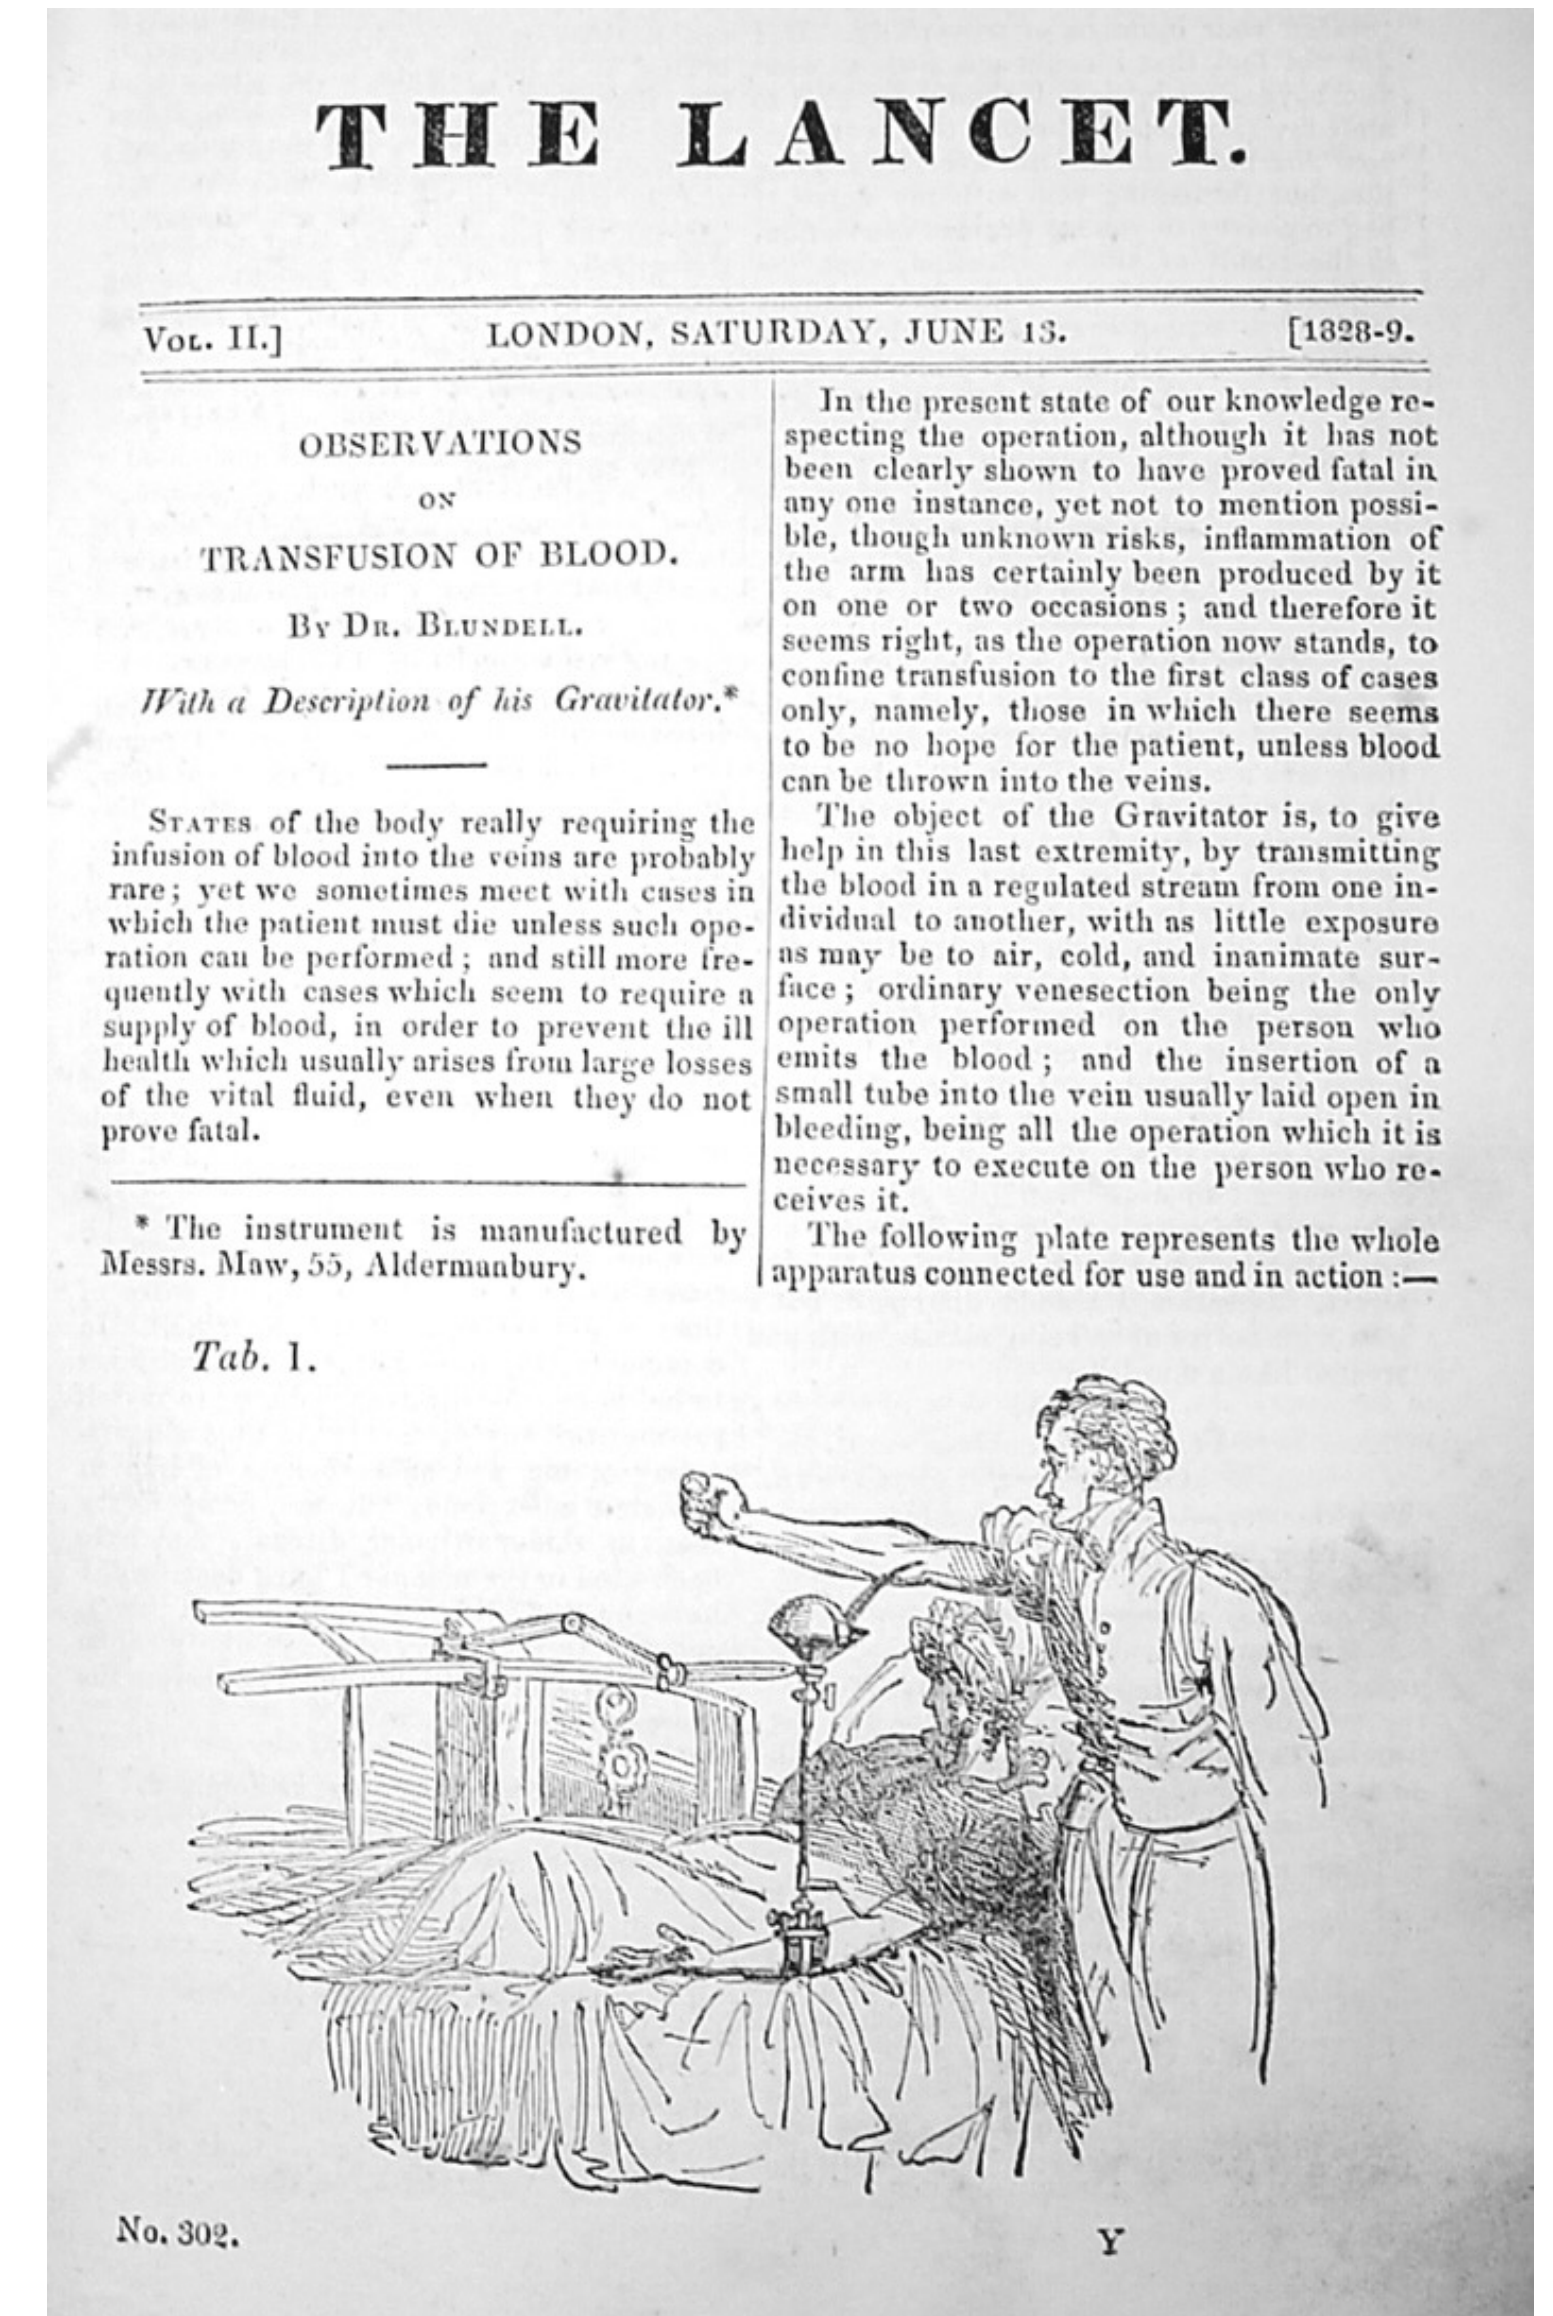 THE LANCET.
VOL. II.] LONDON, SATURDAY, JUNE 13. [1828-9.
OBSERVATIONS
ON
TRANSFUSION OF BLOOD.
BY DR. BLUNDELL.
With a Description of his Gravitator.*
STATES of the body really requiring the
infusion of blood into the veins are probably
rare; yet we sometimes meet with cases in
which the patient must die unless such ope-
ration can be performed; and still more fre-
quently with cases which seem to require a
supply of blood, in order to prevent the ill
health which usually arises from large losses
of the vital fluid, even when they do not
prove fatal.
* The instrument is manufactured by
Messrs. Maw, 55, Aldermanbury.
In the present state of our knowledge re-
specting the operation, although it has not
been clearly shown to have proved fatal in
any one instance, yet not to mention possi-
ble, though unknown risks, inflammation of
the arm has certainly been produced by it
on one or two occasions; and therefore it
seems right, as the operation now stands, to
confine transfusion to the first class of cases
only, namely, those in which there seems
to be no hope for the patient, unless blood
can be thrown into the veins.
The object of the Gravitator is, to give
help in this last extremity, by transmitting
the blood in a regulated stream from one in-
dividual to another, with as little exposure
as may be to air, cold, and inanimate sur-
face; ordinary venesection being the only
operation performed on the person who
emits the blood; and the insertion of a
small tube into the vein usually laid open in
bleeding, being all the operation which it is
necessary to execute on the person who re-
ceives it.
The following plate represents the whole
apparatus connected for use and in action:—
Tab. 1.
No. 302. Y